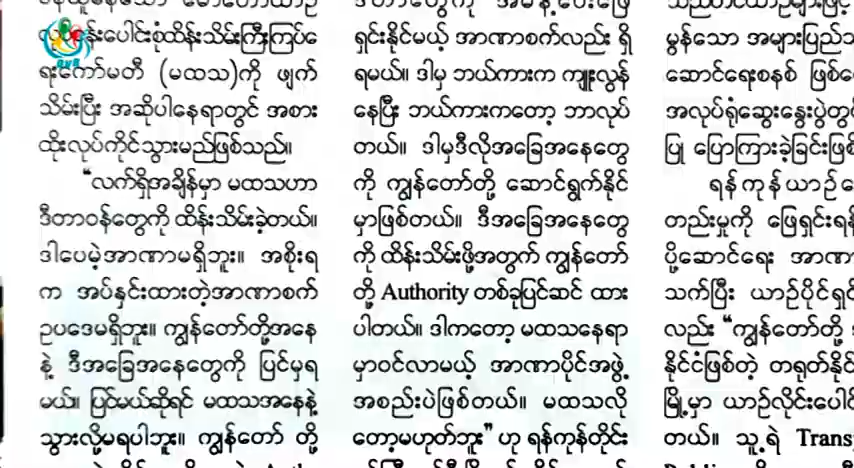 လုပ်ငန်းပေါင်းစုံထိန်းသိမ်းကြီးကြပ်ရေ
ရးကော်မတီ (မထသ)ကို ဖျက်
သိမ်းပြီး အဆိုပါနေရာတွင် အစား
ထိုးလုပ်ကိုင်သွားမည်ဖြစ်သည်။
“လက်ရှိအချိန်မှာ မထသဟာ
ဒီတာဝန်တွေကို ထိန်းသိမ်းခဲ့တယ်။
ဒါပေမဲ့အာဏာမရှိဘူး။ အစိုးရ
က အပ်နှင်းထားတဲ့အာဏာစက်
ဥပဒေမရှိဘူး။ ကျွန်တော်တို့အနေ
နဲ့ ဒီအခြေအနေတွေကို ပြင်မှရ
မယ်။ ပြင်မယ်ဆိုရင် မထသအနေနဲ့
သွားလို့မရပါဘူး။ ကျွန်တော် တို့
ရှင်းနိုင်မယ့် အာဏာစက်လည်း ရှိ
ရမယ်။ ဒါမှ ဘယ်ကားက ကျူးလွန်
နေပြီး ဘယ်ကားကတော့ ဘာလုပ်
တယ်။ ဒါမှဒီလိုအခြေအနေတွေ
ကို ကျွန်တော်တို့ ဆောင်ရွက်နိုင်
မှာဖြစ်တယ်။ ဒီအခြေအနေတွေ
ကို ထိန်းသိမ်းဖို့အတွက် ကျွန်တော်
တို့ Authority တစ်ခုပြင်ဆင် ထား
ပါတယ်။ ဒါကတော့ မထသနေရာ
မှာဝင်လာမယ့် အာဏာပိုင်အဖွဲ့
အစည်းပဲဖြစ်တယ်။ မထသလို
တော့မဟုတ်ဘူး” ဟု ရန်ကုန်တိုင်း
မွန်သော အများပြည်သ
ဆောင်ရေးစနစ် ဖြစ်
အလုပ်ရုံဆွေးနွေးပွဲတွင်
ပြု ပြောကြားခဲ့ခြင်းဖြစ်
ရန်ကုန်ယာဉ်
တည်းမှုကို ဖြေရှင်းရန်
ပို့ဆောင်ရေး အာဏာ
သက်ပြီး ယာဉ်ပိုင်ရှင်
လည်း “ကျွန်တော်တို့
နိုင်ငံဖြစ်တဲ့ တရုတ်နိုင်
မြို့မှာ ယာဉ်လိုင်းပေါင်
တယ်။ သူ့ရဲ့ Trans